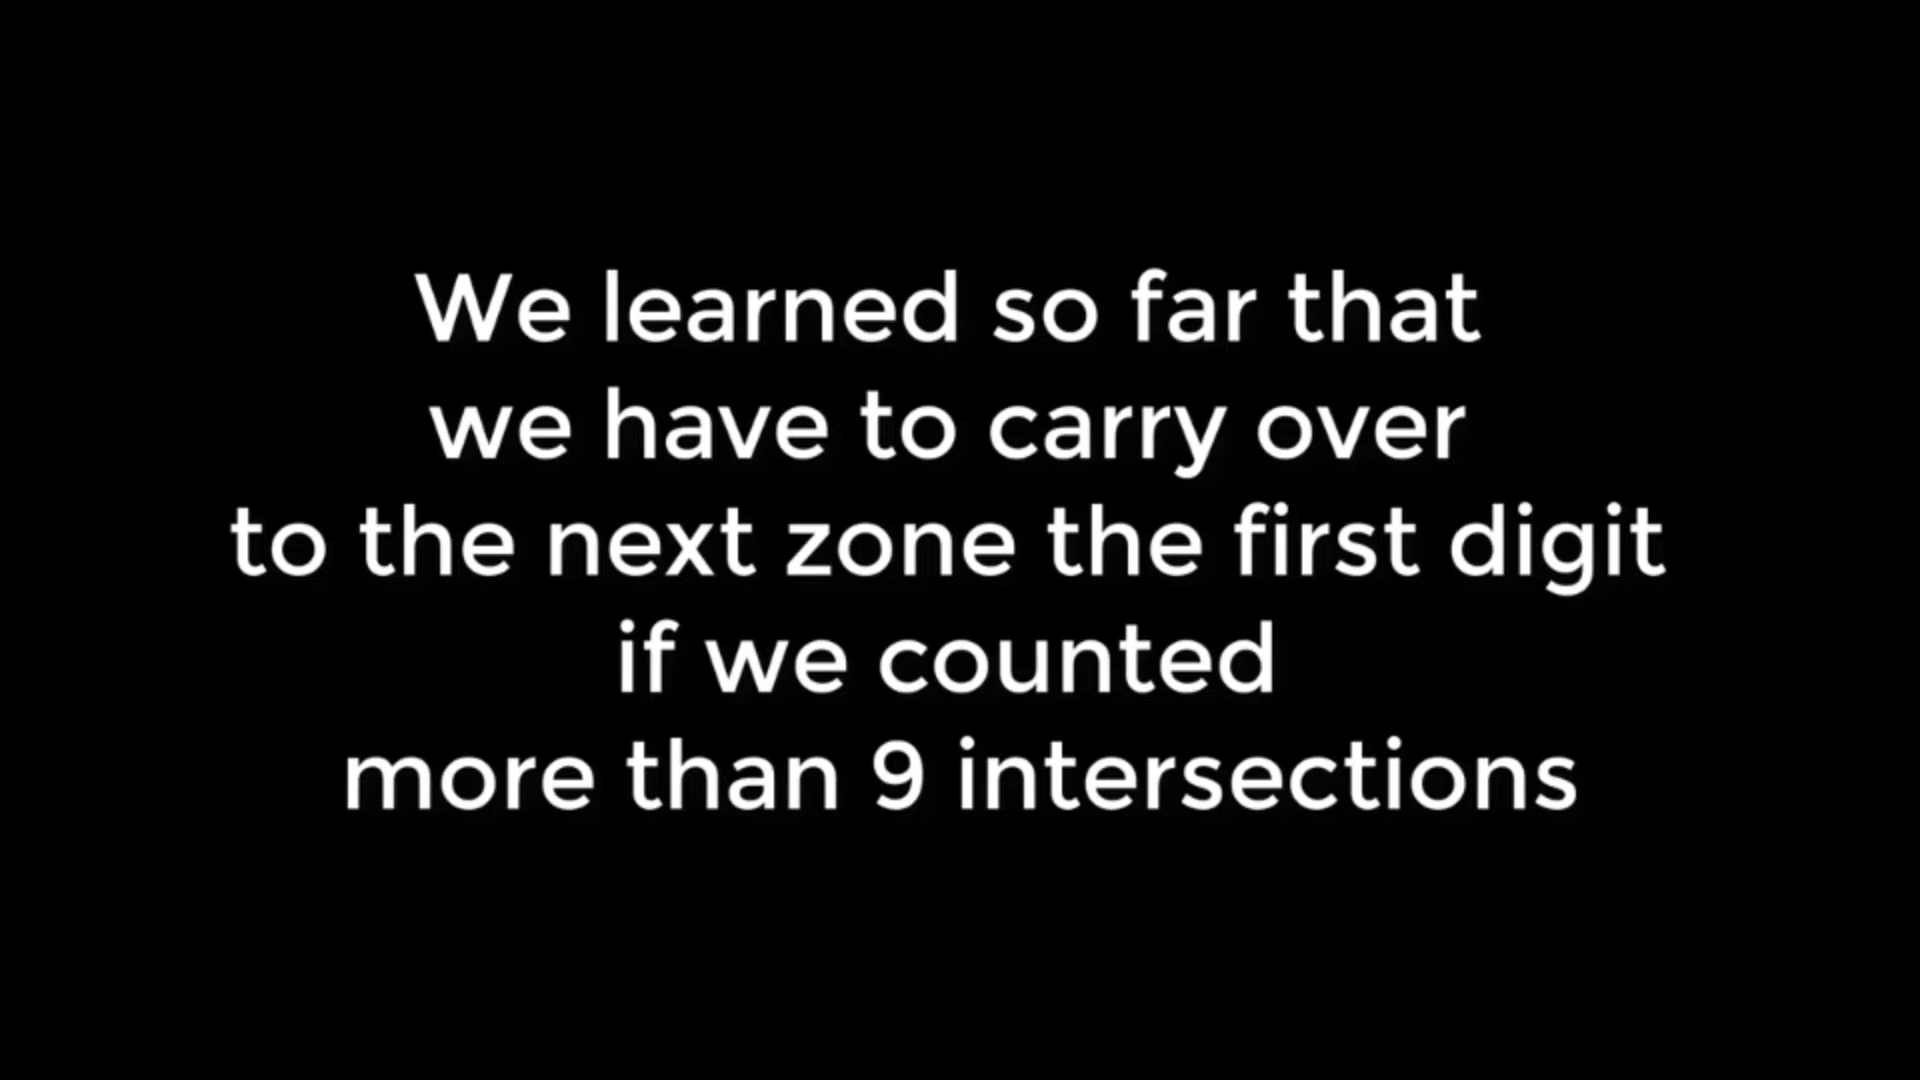 We learned so far that
we have to carry over
to the next zone the first digit
if we counted
more than 9 intersections